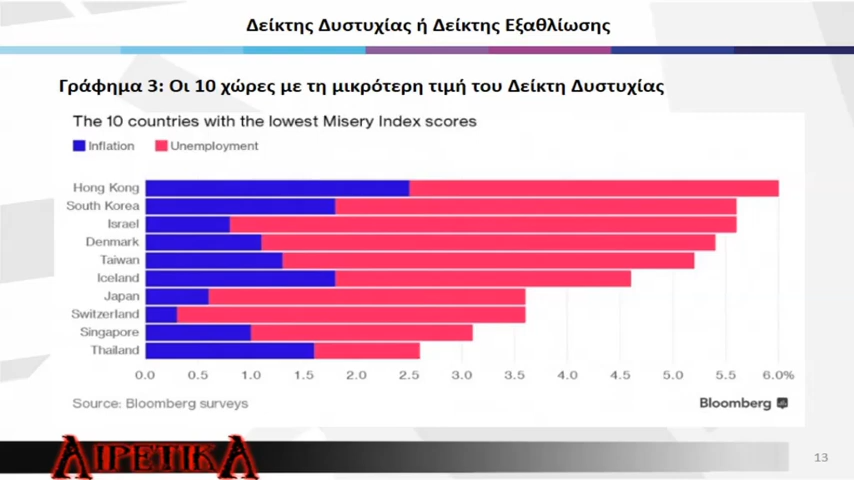 Δείκτης Δυστυχίας ή Δείκτης Εξαθλίωσης
Γράφημα 3: Οι 10 χώρες με τη μικρότερη τιμή του Δείκτη Δυστυχίας
The 10 countries with the lowest Misery Index scores
Inflation Unemployment
Hong Kong
South Korea
Israel
Denmark
Taiwan
Iceland
Japan
Switzerland
Singapore
Thailand
0.0 0.5 1.0 1.5 2.0 2.5 3.0 3.5 4.0 4.5 5.0 5.5 6.0%
Source: Bloomberg surveys Bloomberg
ΑΙΡΕΤΙΚΑ 13